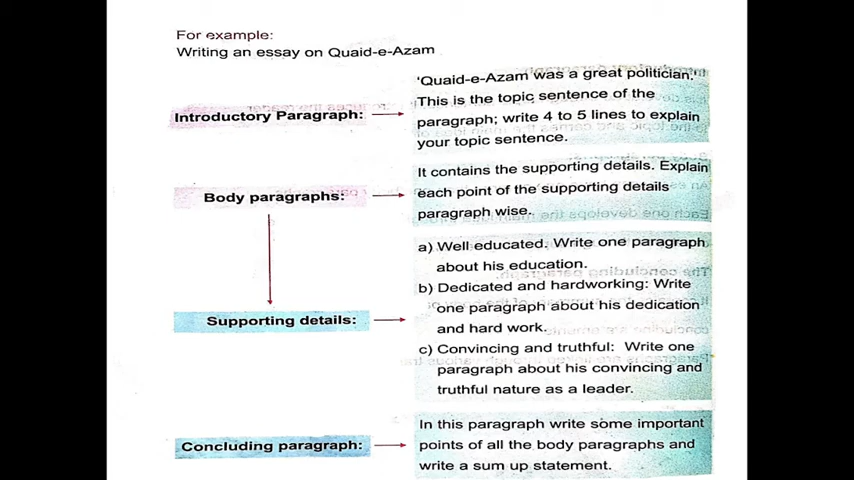 For example:
Writing an essay on Quaid-e-Azam
Introductory Paragraph:
'Quaid-e-Azam was a great politician.'
This is the topic sentence of the
paragraph; write 4 to 5 lines to explain
your topic sentence.
Body paragraphs:
It contains the supporting details. Explain
each point of the supporting details
paragraph wise.
Supporting details:
a) Well educated. Write one paragraph
about his education.
b) Dedicated and hardworking: Write
one paragraph about his dedication
and hard work.
c) Convincing and truthful: Write one
paragraph about his convincing and
truthful nature as a leader.
Concluding paragraph:
In this paragraph write some important
points of all the body paragraphs and
write a sum up statement.